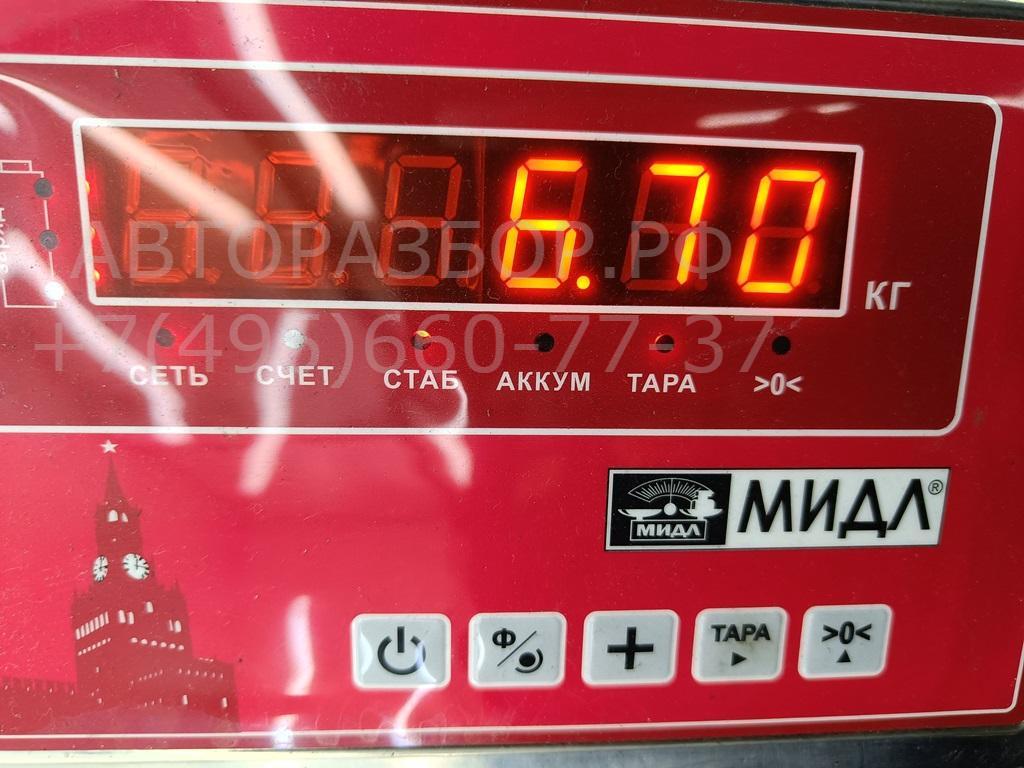 6.70
КГ
АВТОРАЗБОР.РФ
+7(495)660-77-37
СЕТЬ СЧЕТ СТАБ АККУМ ТАРА >0<
МИДЛ МИДЛ®
Ф ТАРА >0<